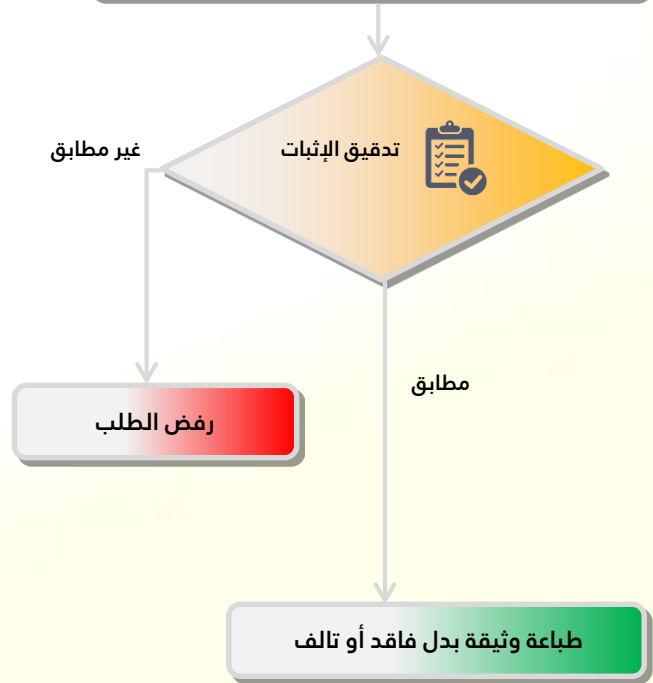 تدقيق الإثبات
غير مطابق
مطابق
رفض الطلب
طباعة وثيقة بدل فاقد أو تالف